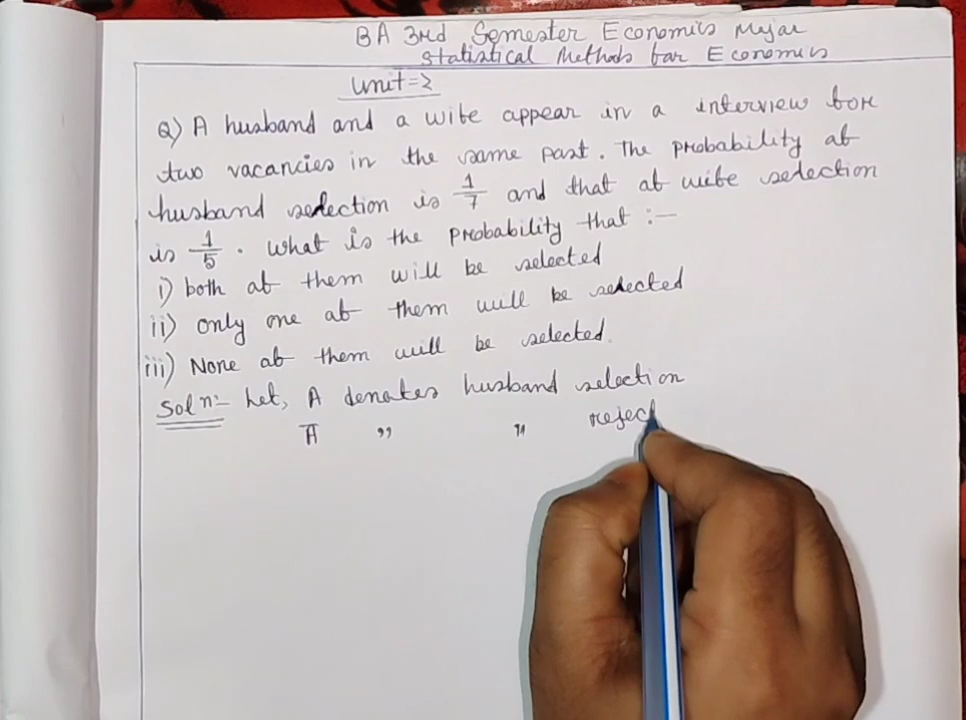 BA 3rd Semester Economics Major
Statistical Methods for Economics
Unit=2
Q) A husband and a wife appear in a interview for
two vacancies in the same post. The probability of
husband selection is 1/7 and that of wife selection
is 1/5. What is the probability that :-
i) both of them will be selected
ii) only one of them will be selected
iii) None of them will be selected.
Solⁿ:- Let, A denotes husband selection
Ā ,, ,, reject